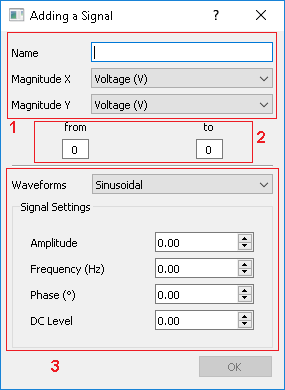 Adding a Signal ? ×
Name
Magnitude X Voltage (V)
Magnitude Y Voltage (V)
1 from to 2
0 0
Waveforms Sinusoidal
Signal Settings
Amplitude 0.00
Frequency (Hz) 0.00
Phase (°) 0.00
DC Level 0.00
3 OK